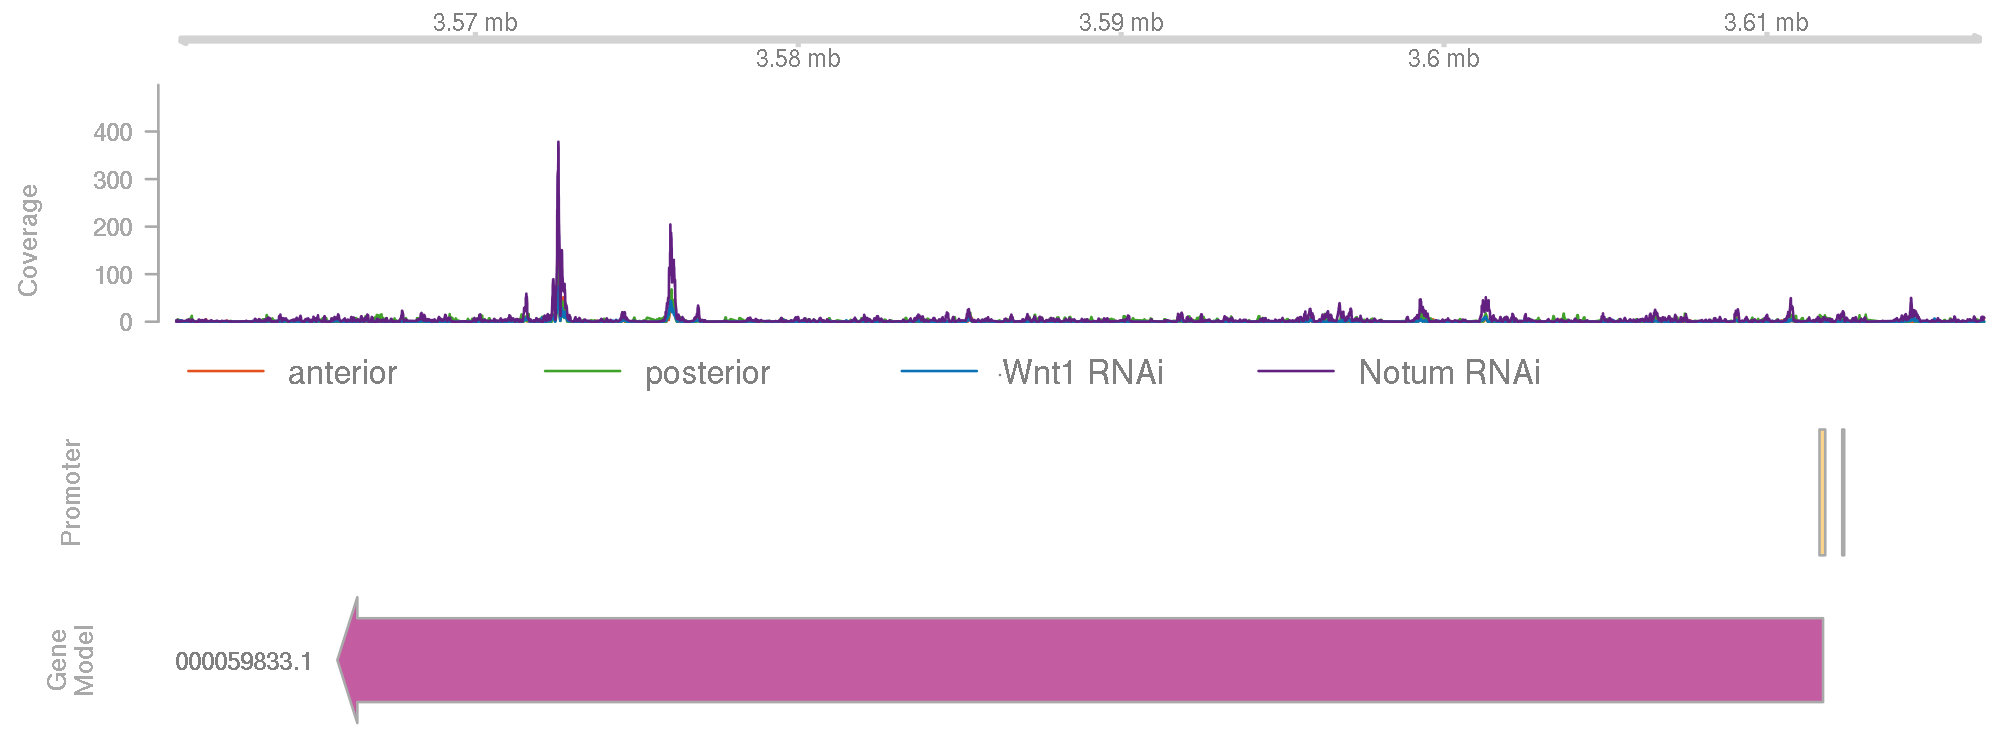 3.57 mb 3.59 mb 3.61 mb
3.58 mb 3.6 mb
Coverage
400
300
200
100
0
anterior posterior Wnt1 RNAi Notum RNAi
Promoter
Gene
Model
000059833.1